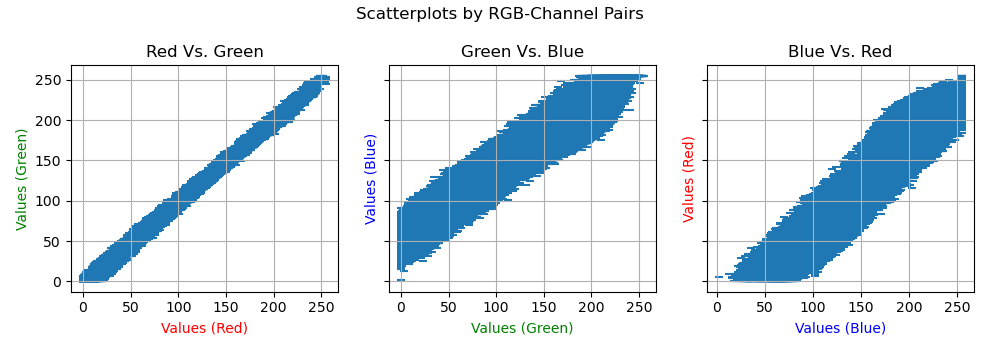 Scatterplots by RGB-Channel Pairs
Red Vs. Green
Green Vs. Blue
Blue Vs. Red
Values (Green)
250
200
150
100
50
0
0 50 100 150 200 250
Values (Red)
Values (Blue)
0 50 100 150 200 250
Values (Green)
Values (Red)
0 50 100 150 200 250
Values (Blue)